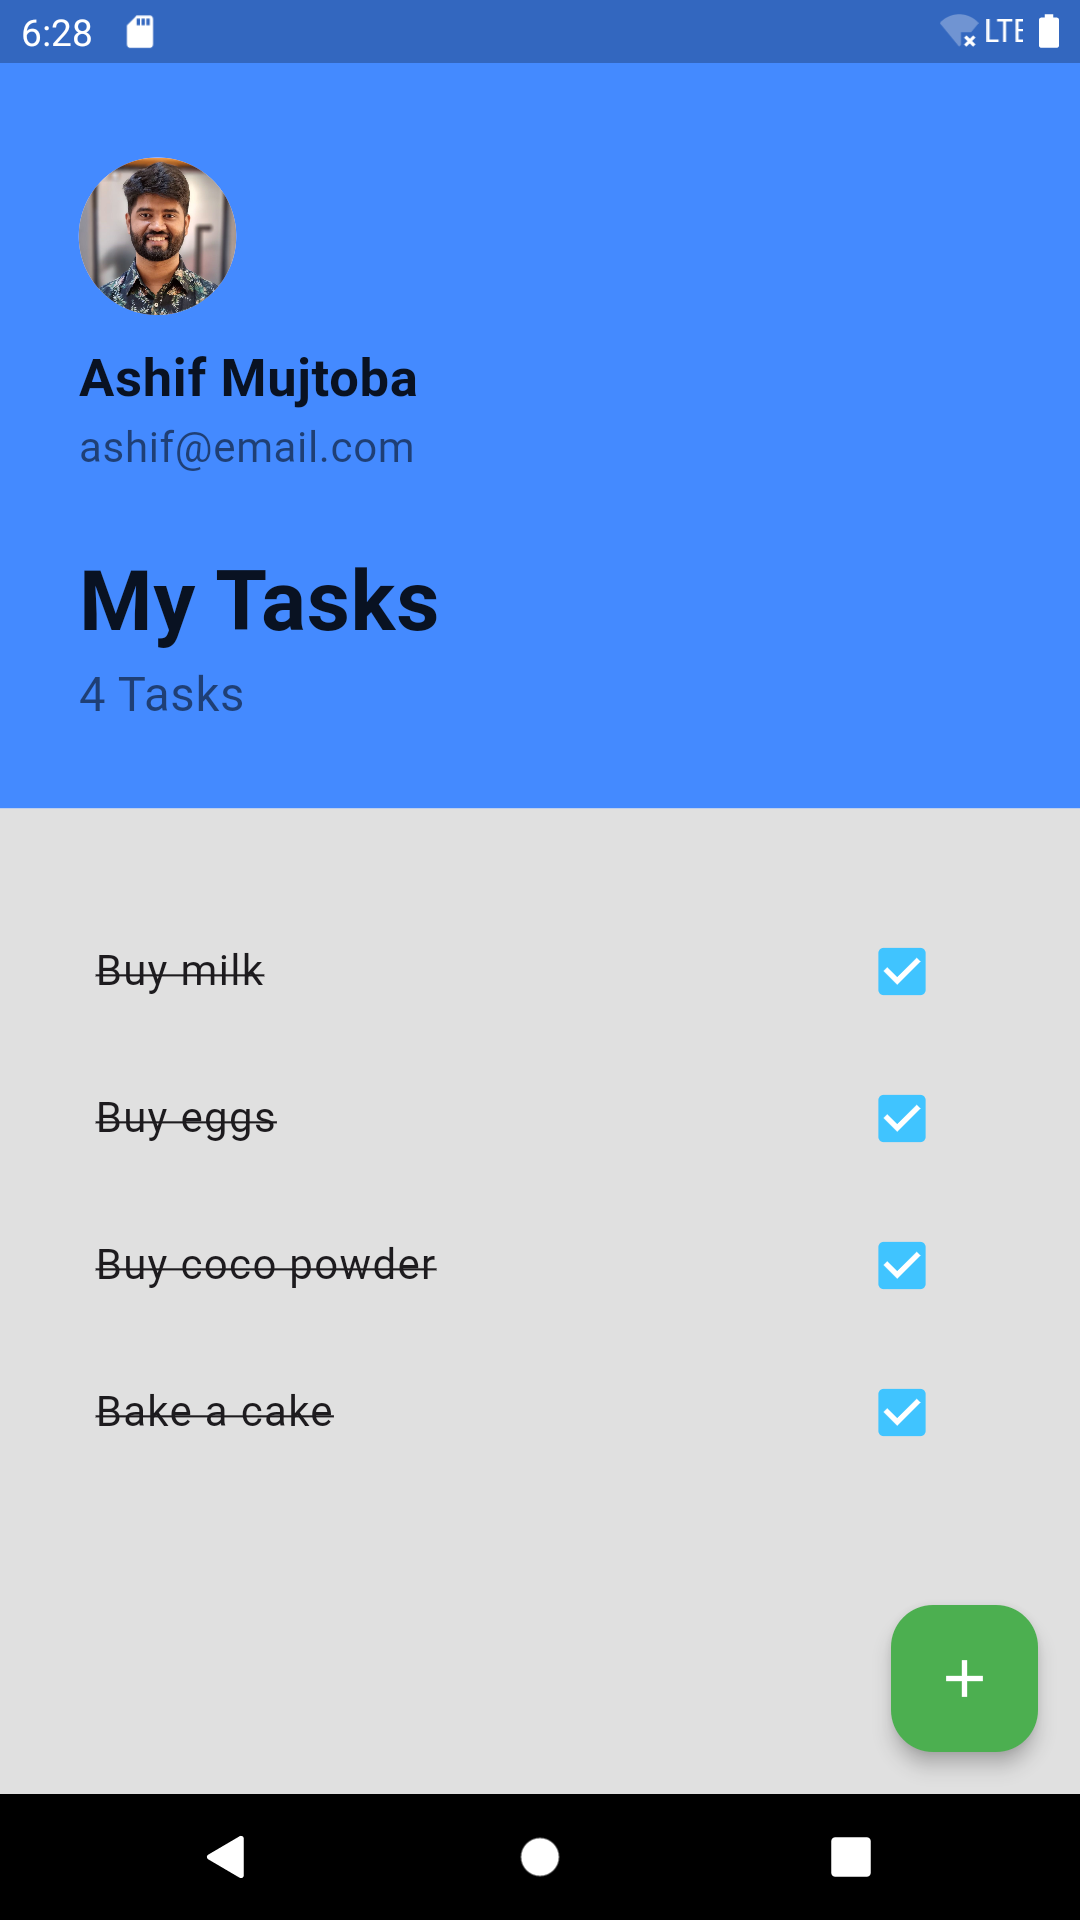 6:28
LTE
Ashif Mujtoba
ashif@email.com
My Tasks
4 Tasks
Buy milk
Buy eggs
Buy coco powder
Bake a cake